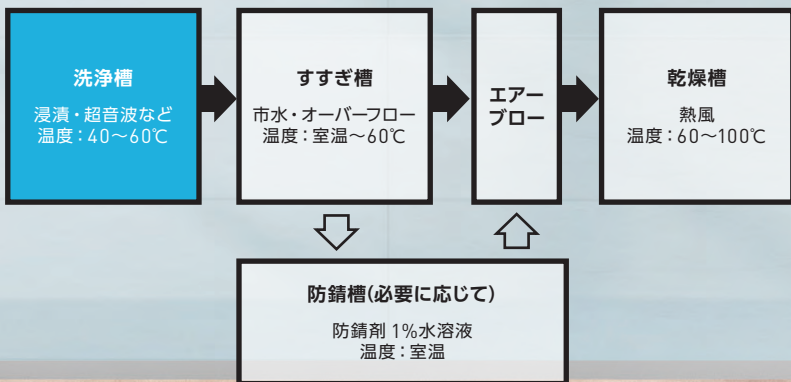 洗浄槽
浸漬・超音波など
温度：40〜60℃
すすぎ槽
市水・オーバーフロー
温度：室温〜60℃
エアー
ブロー
乾燥槽
熱風
温度：60〜100℃
防錆槽(必要に応じて)
防錆剤 1%水溶液
温度：室温